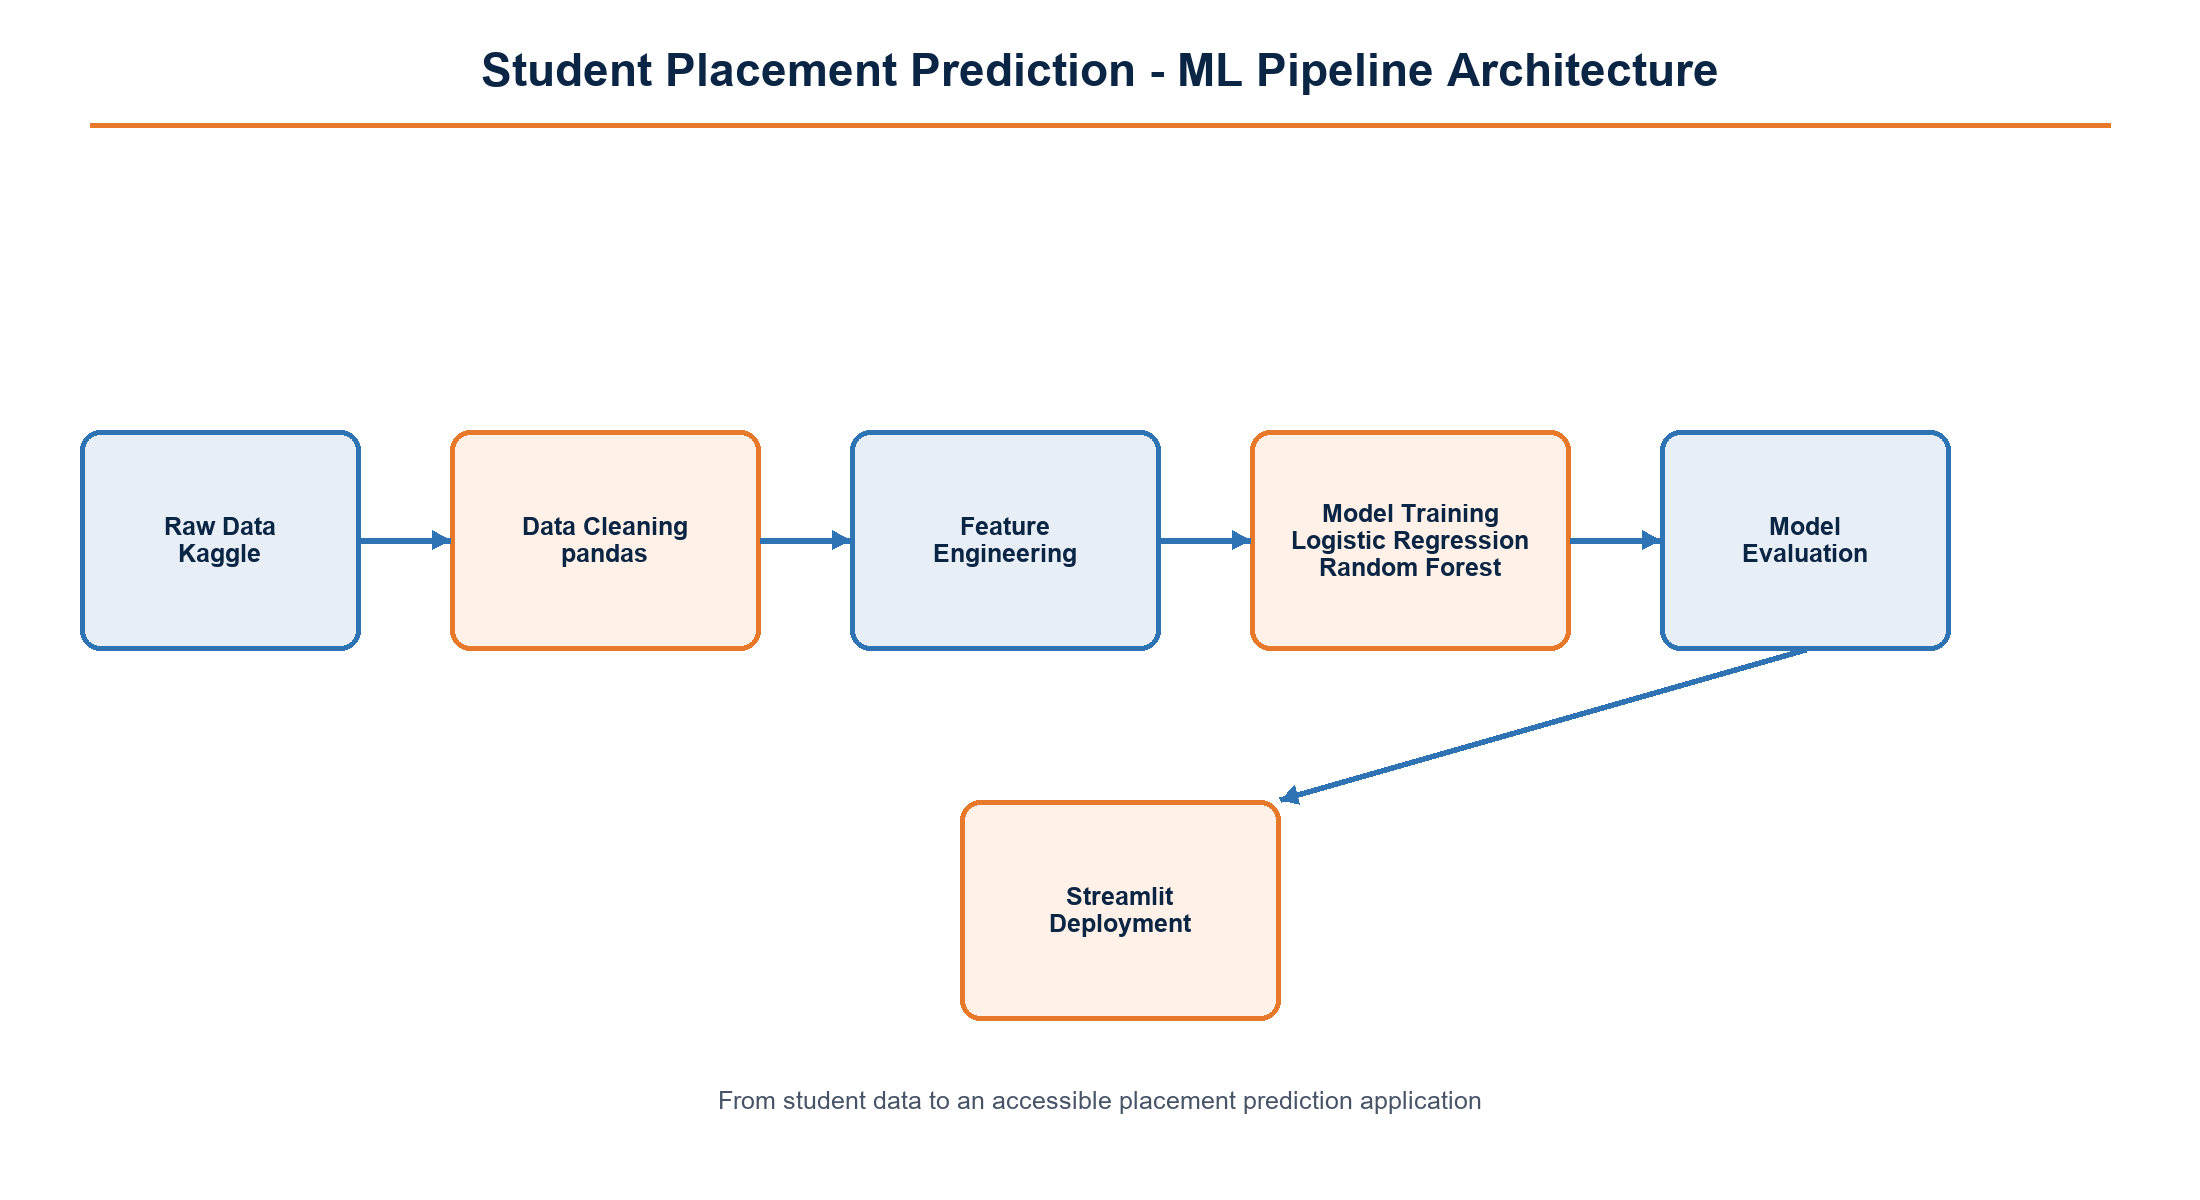 Student Placement Prediction - ML Pipeline Architecture
Raw Data
Kaggle
Data Cleaning
pandas
Feature
Engineering
Model Training
Logistic Regression
Random Forest
Model
Evaluation
Streamlit
Deployment
From student data to an accessible placement prediction application